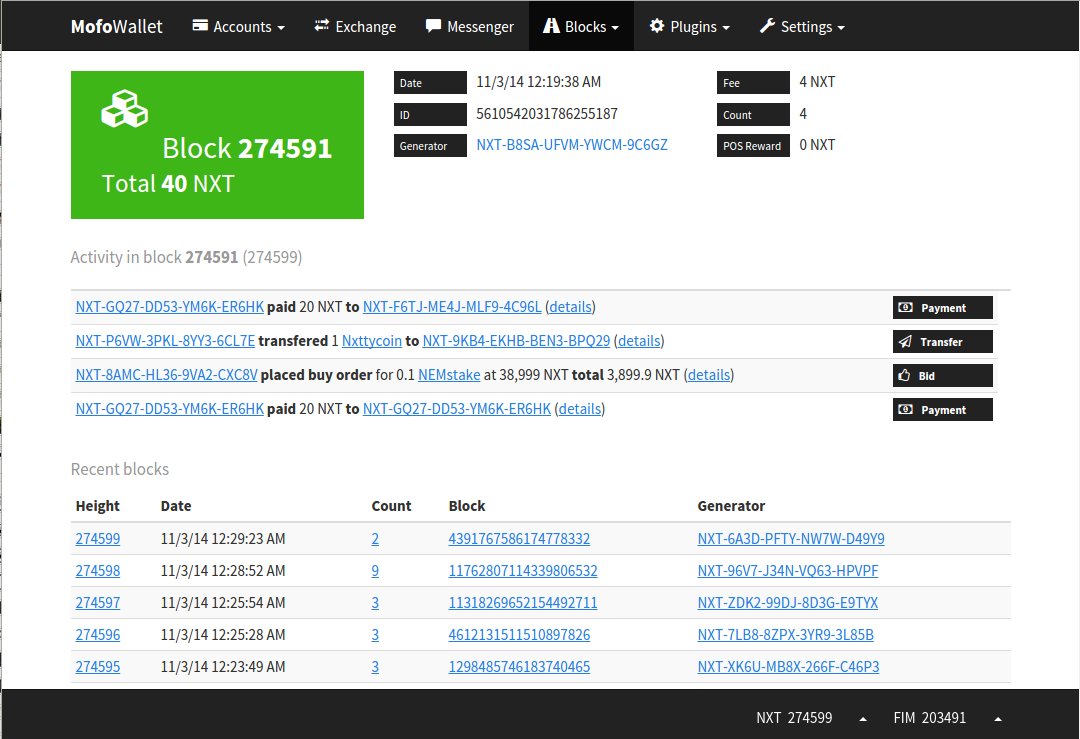 MofoWallet Accounts Exchange Messenger Blocks Plugins Settings
Block 274591
Total 40 NXT
Date 11/3/14 12:19:38 AM Fee 4 NXT
ID 5610542031786255187 Count 4
Generator NXT-B8SA-UFVM-YWCM-9C6GZ POS Reward 0 NXT
Activity in block 274591 (274599)
NXT-GQ27-DD53-YM6K-ER6HK paid 20 NXT to NXT-F6TJ-ME4J-MLF9-4C96L (details) Payment
NXT-P6VW-3PKL-8YY3-6CL7E transfered 1 Nxttycoin to NXT-9KB4-EKHB-BEN3-BPQ29 (details) Transfer
NXT-8AMC-HL36-9VA2-CXC8V placed buy order for 0.1 NEMstake at 38,999 NXT total 3,899.9 NXT (details) Bid
NXT-GQ27-DD53-YM6K-ER6HK paid 20 NXT to NXT-GQ27-DD53-YM6K-ER6HK (details) Payment
Recent blocks
Height Date Count Block Generator
274599 11/3/14 12:29:23 AM 2 4391767586174778332 NXT-6A3D-PFTY-NW7W-D49Y9
274598 11/3/14 12:28:52 AM 9 11762807114339806532 NXT-96V7-J34N-VQ63-HPVPF
274597 11/3/14 12:25:54 AM 3 11318269652154492711 NXT-ZDK2-99DJ-8D3G-E9TYX
274596 11/3/14 12:25:28 AM 3 4612131511510897826 NXT-7LB8-8ZPX-3YR9-3L85B
274595 11/3/14 12:23:49 AM 3 1298485746183740465 NXT-XK6U-MB8X-266F-C46P3
NXT 274599 FIM 203491